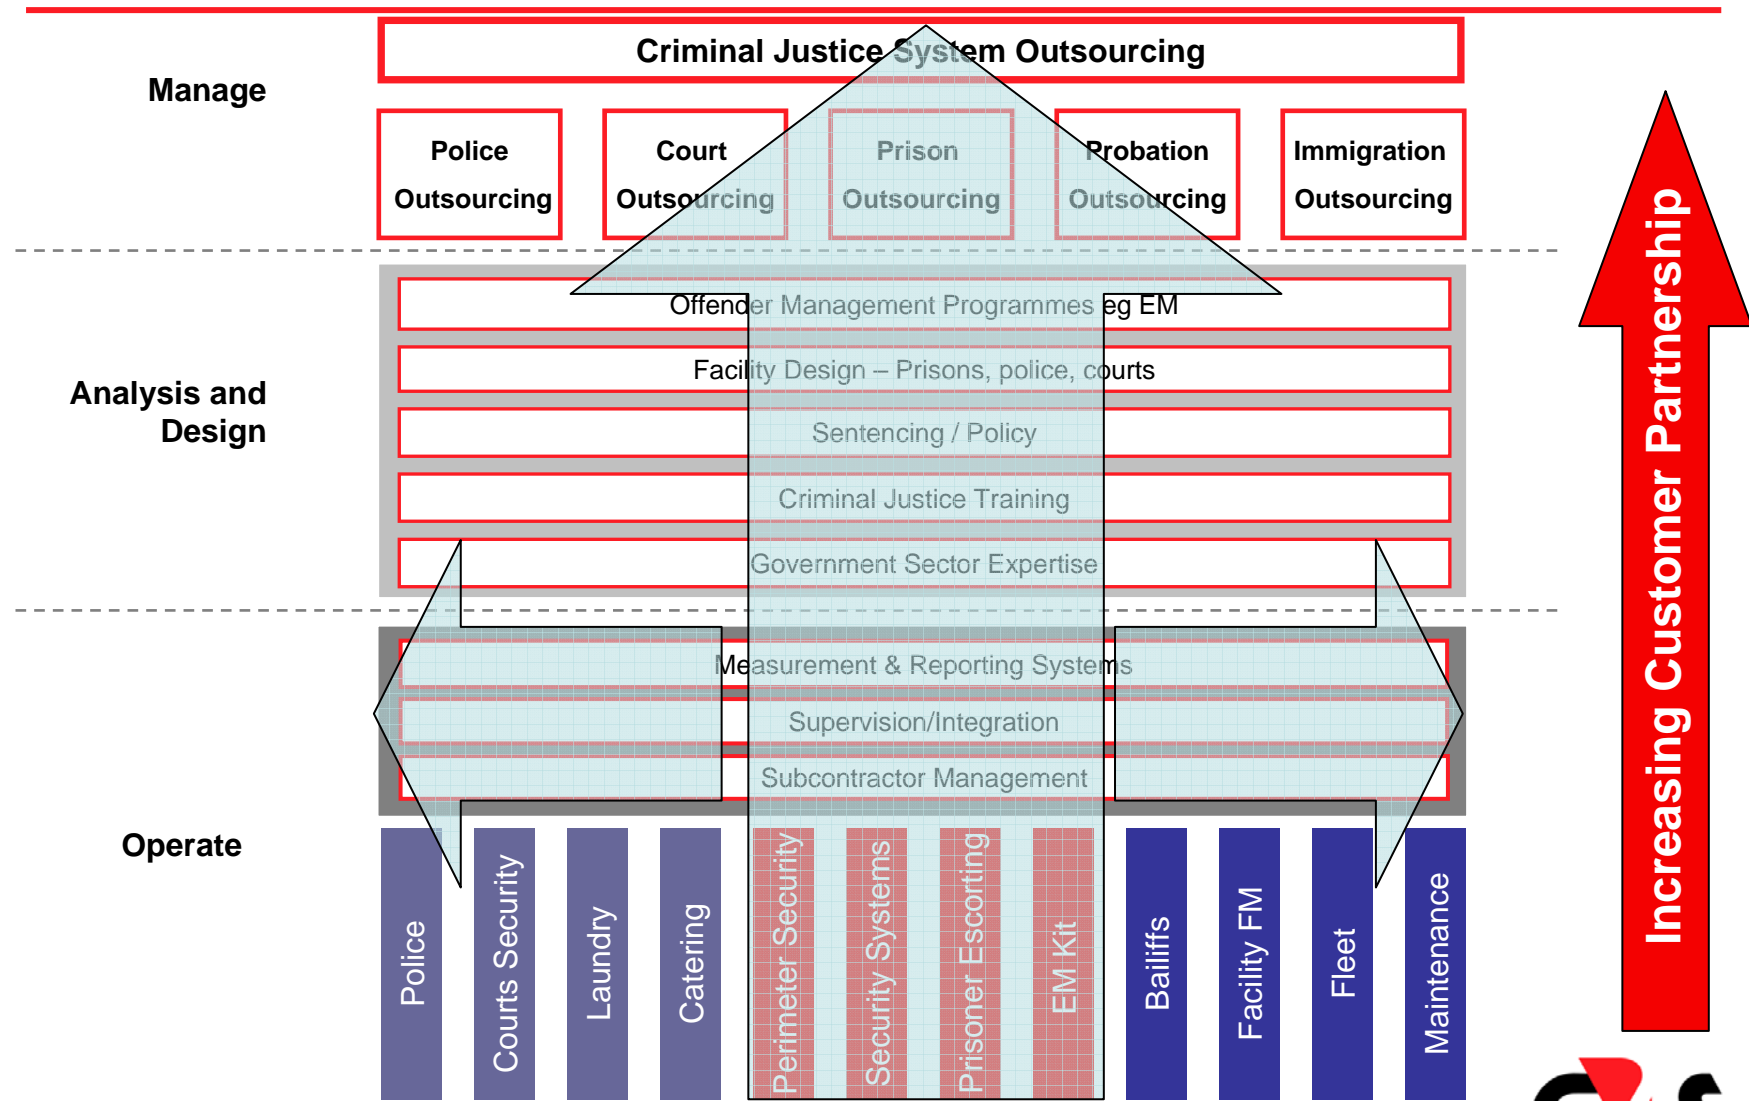 Criminal Justice System Outsourcing
Manage
Police
Outsourcing
Court
Outsourcing
Prison
Outsourcing
Probation
Outsourcing
Immigration
Outsourcing
Offender Management Programmes eg EM
Facility Design – Prisons, police, courts
Analysis and
Design
Sentencing / Policy
Criminal Justice Training
Government Sector Expertise
Measurement & Reporting Systems
Supervision/Integration
Subcontractor Management
Operate
Police
Courts Security
Laundry
Catering
Perimeter Security
Security Systems
Prisoner Escorting
EM Kit
Bailiffs
Facility FM
Fleet
Maintenance
Increasing Customer Partnership